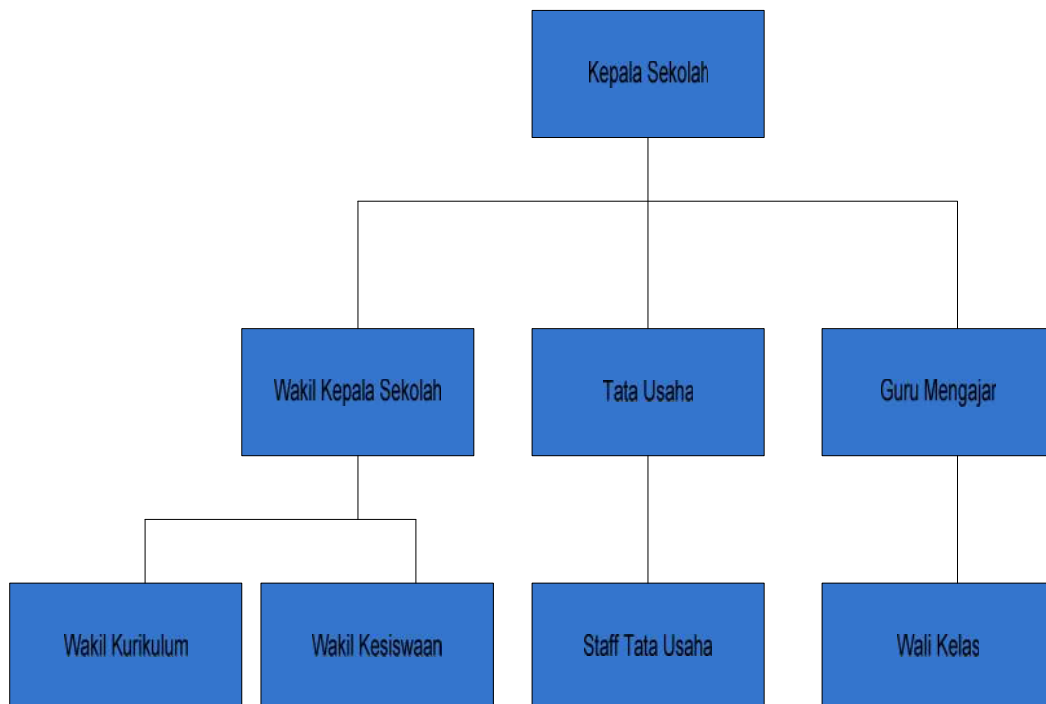 Kepala Sekolah
Wakil Kepala Sekolah
Tata Usaha
Guru Mengajar
Wakil Kurikulum
Wakil Kesiswaan
Staff Tata Usaha
Wali Kelas